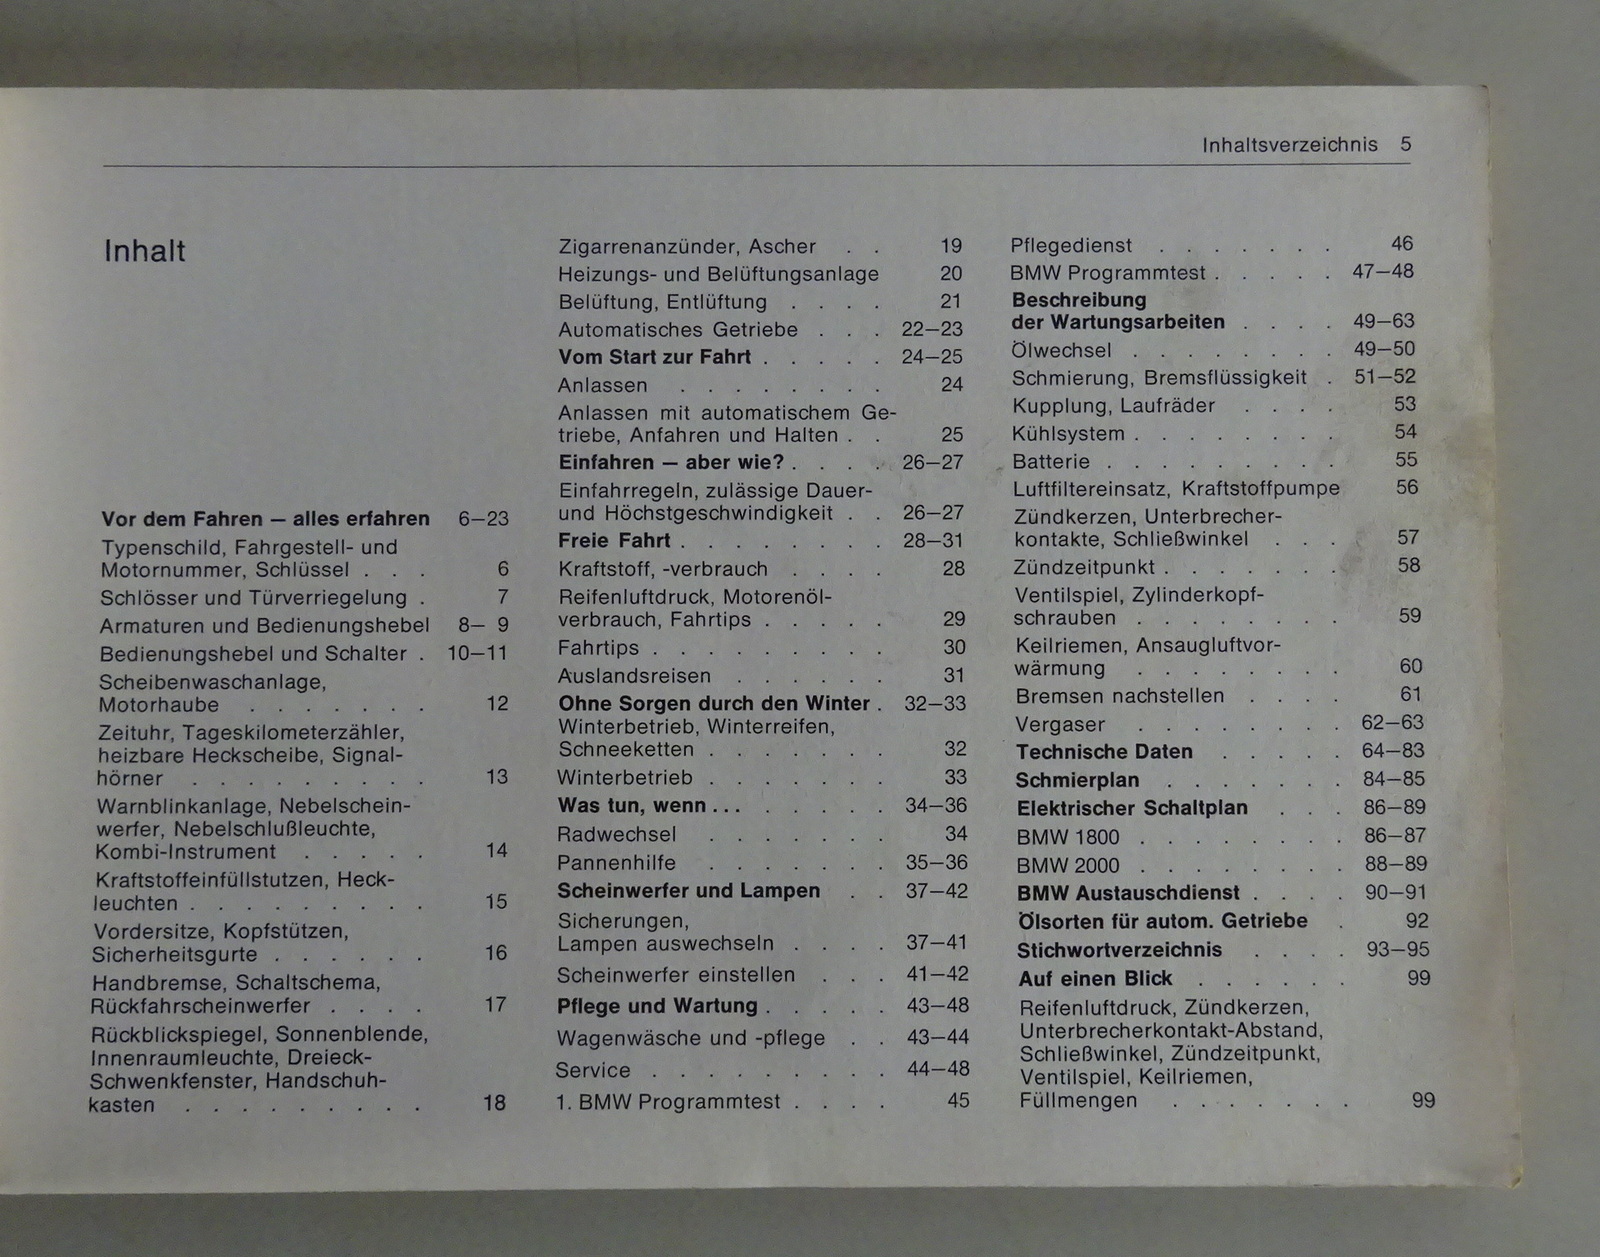 Inhaltsverzeichnis 5
Inhalt
Vor dem Fahren — alles erfahren 6—23
Typenschild, Fahrgestell- und
Motornummer, Schlüssel . . . 6
Schlösser und Türverriegelung . 7
Armaturen und Bedienungshebel 8— 9
Bedienungshebel und Schalter . 10—11
Scheibenwaschanlage,
Motorhaube . . . . . . . 12
Zeituhr, Tageskilometerzähler,
heizbare Heckscheibe, Signal-
hörner . . . . . . . . . 13
Warnblinkanlage, Nebelschein-
werfer, Nebelschlußleuchte,
Kombi-Instrument . . . . . 14
Kraftstoffeinfüllstutzen, Heck-
leuchten . . . . . . . . . 15
Vordersitze, Kopfstützen,
Sicherheitsgurte . . . . . . 16
Handbremse, Schaltschema,
Rückfahrscheinwerfer . . . . 17
Rückblickspiegel, Sonnenblende,
Innenraumleuchte, Dreieck-
Schwenkfenster, Handschuh-
kasten . . . . . . . . . 18
Zigarrenanzünder, Ascher . . 19
Heizungs- und Belüftungsanlage 20
Belüftung, Entlüftung . . . . 21
Automatisches Getriebe . . . 22—23
Vom Start zur Fahrt . . . . . 24—25
Anlassen . . . . . . . . 24
Anlassen mit automatischem Ge-
triebe, Anfahren und Halten . . 25
Einfahren — aber wie? . . . . 26—27
Einfahrregeln, zulässige Dauer-
und Höchstgeschwindigkeit . . 26—27
Freie Fahrt . . . . . . . . 28—31
Kraftstoff, -verbrauch . . . . 28
Reifenluftdruck, Motorenöl-
verbrauch, Fahrtips . . . . . 29
Fahrtips . . . . . . . . . 30
Auslandsreisen . . . . . . 31
Ohne Sorgen durch den Winter . 32—33
Winterbetrieb, Winterreifen,
Schneeketten . . . . . . . 32
Winterbetrieb . . . . . . . 33
Was tun, wenn . . . . . . . . 34—36
Radwechsel . . . . . . . 34
Pannenhilfe . . . . . . . 35—36
Scheinwerfer und Lampen . . 37—42
Sicherungen,
Lampen auswechseln . . . . 37—41
Scheinwerfer einstellen . . . 41—42
Pflege und Wartung . . . . . 43—48
Wagenwäsche und -pflege . . 43—44
Service . . . . . . . . . 44—48
1. BMW Programmtest . . . . 45
Pflegedienst . . . . . . . 46
BMW Programmtest . . . . . 47—48
Beschreibung
der Wartungsarbeiten . . . . 49—63
Ölwechsel . . . . . . . . 49—50
Schmierung, Bremsflüssigkeit . 51—52
Kupplung, Laufräder . . . . 53
Kühlsystem . . . . . . . . 54
Batterie . . . . . . . . . 55
Luftfiltereinsatz, Kraftstoffpumpe 56
Zündkerzen, Unterbrecher-
kontakte, Schließwinkel . . . 57
Zündzeitpunkt . . . . . . . 58
Ventilspiel, Zylinderkopf-
schrauben . . . . . . . . 59
Keilriemen, Ansaugluftvor-
wärmung . . . . . . . . 60
Bremsen nachstellen . . . . 61
Vergaser . . . . . . . . 62—63
Technische Daten . . . . . 64—83
Schmierplan . . . . . . . 84—85
Elektrischer Schaltplan . . . 86—89
BMW 1800 . . . . . . . . 86—87
BMW 2000 . . . . . . . . 88—89
BMW Austauschdienst . . . . 90—91
Ölsorten für autom. Getriebe . 92
Stichwortverzeichnis . . . . 93—95
Auf einen Blick . . . . . . 99
Reifenluftdruck, Zündkerzen,
Unterbrecherkontakt-Abstand,
Schließwinkel, Zündzeitpunkt,
Ventilspiel, Keilriemen,
Füllmengen . . . . . . . 99